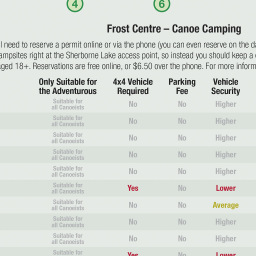 4 6
Frost Centre – Canoe Camping
l need to reserve a permit online or via the phone (you can even reserve on the da
ampsites right at the Sherborne Lake access point, so instead you should keep a
aged 18+. Reservations are free online, or $6.50 over the phone. For more inform
Only Suitable for 4x4 Vehicle Parking Vehicle
the Adventurous Required Fee Security
Suitable for
all Canoeists No No Higher
Suitable for
all Canoeists No No Higher
Suitable for
all Canoeists No No Higher
Suitable for
all Canoeists No No Higher
Suitable for
all Canoeists No No Higher
Suitable for
all Canoeists Yes No Lower
Suitable for
all Canoeists No No Average
Suitable for
all Canoeists No No Higher
Suitable for
all Canoeists No No Higher
Suitable for
Yes No Lower